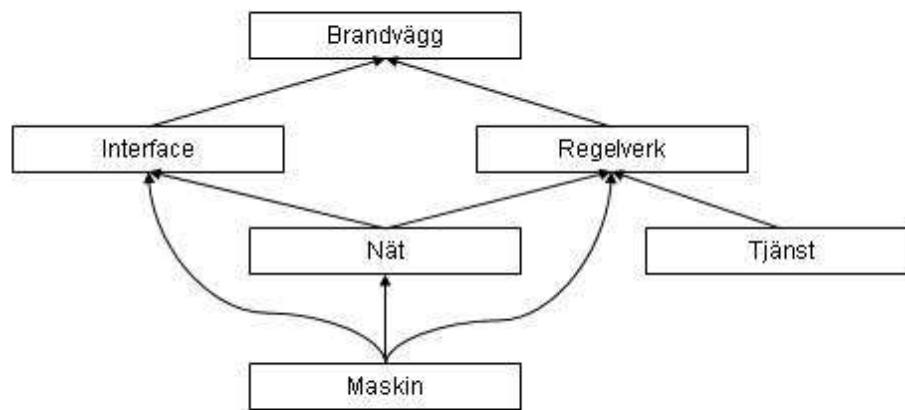 Brandvägg
Interface
Regelverk
Nät
Tjänst
Maskin